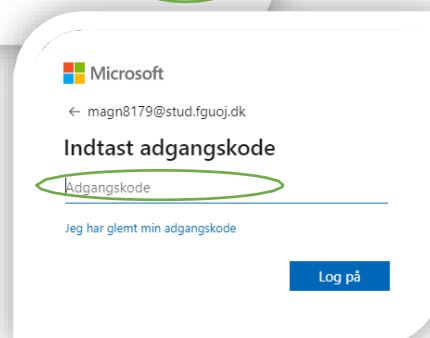 Microsoft
← magn8179@stud.fguoj.dk
Indtast adgangskode
Adgangskode
Jeg har glemt min adgangskode
Log på